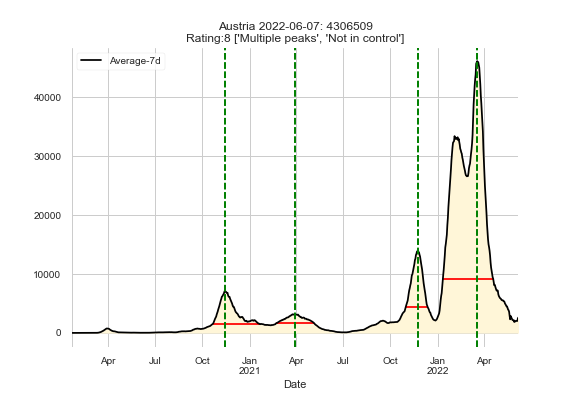 Austria 2022-06-07: 4306509
Rating:8 ['Multiple peaks', 'Not in control']
Average-7d
40000
30000
20000
10000
0
Apr Jul Oct Jan Apr Jul Oct Jan Apr
2021 2022
Date